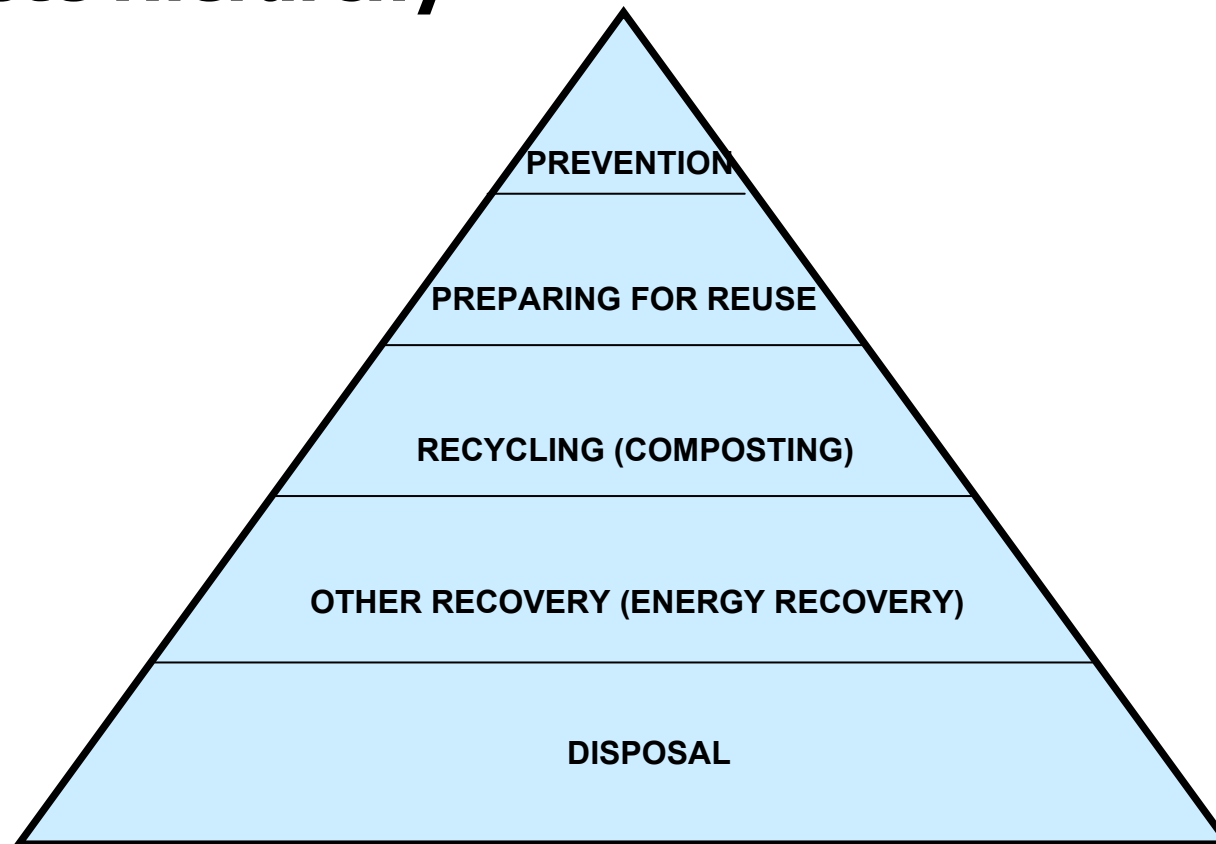 PREVENTION
PREPARING FOR REUSE
RECYCLING (COMPOSTING)
OTHER RECOVERY (ENERGY RECOVERY)
DISPOSAL